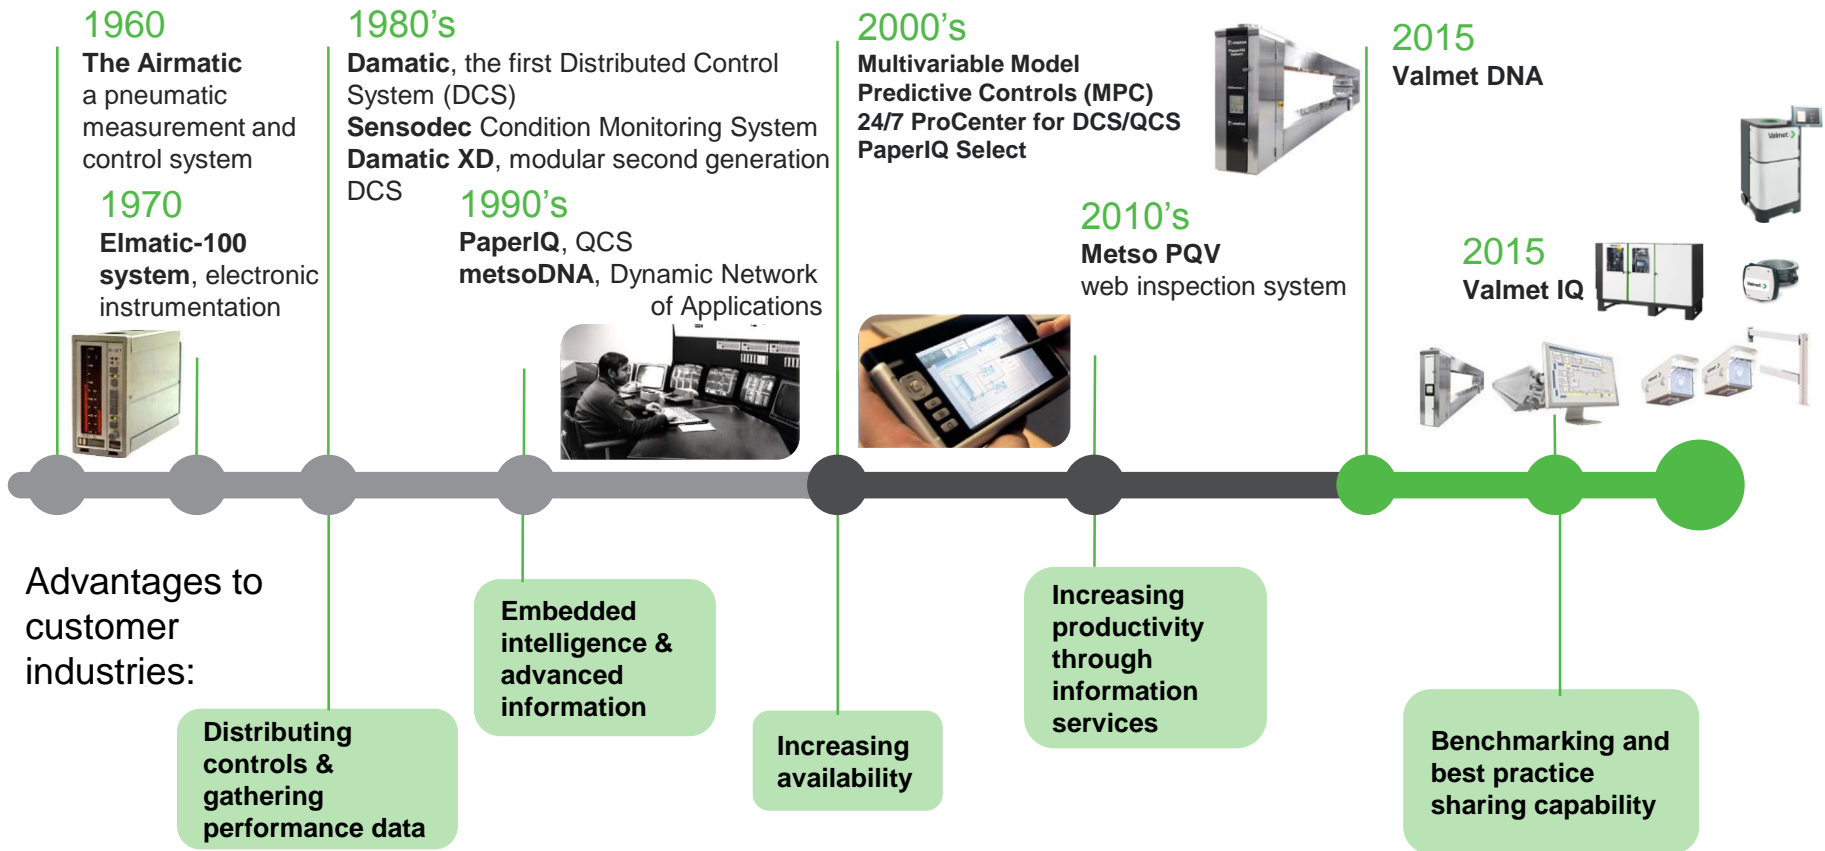 1960
The Airmatic
a pneumatic
measurement and
control system
1970
Elmatic-100
system, electronic
instrumentation
1980's
Damatic, the first Distributed Control
System (DCS)
Sensodec Condition Monitoring System
Damatic XD, modular second generation
DCS
1990's
PaperIQ, QCS
metsoDNA, Dynamic Network
of Applications
2000's
Multivariable Model
Predictive Controls (MPC)
24/7 ProCenter for DCS/QCS
PaperIQ Select
2010's
Metso PQV
web inspection system
2015
Valmet DNA
2015
Valmet IQ
Valmet
Valmet
Advantages to
customer
industries:
Distributing
controls &
gathering
performance data
Embedded
intelligence &
advanced
information
Increasing
availability
Increasing
productivity
through
information
services
Benchmarking and
best practice
sharing capability